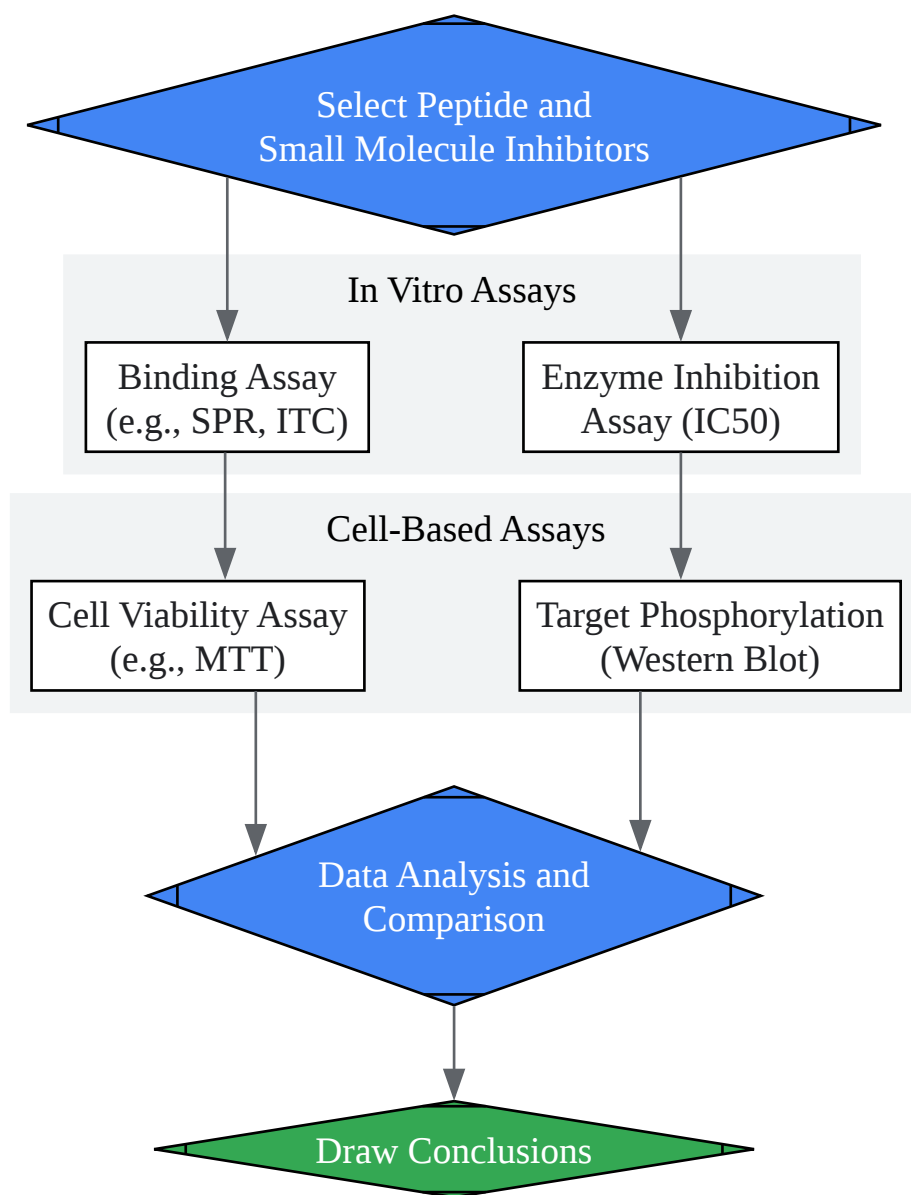 Select Peptide and
Small Molecule Inhibitors
In Vitro Assays
Binding Assay
(e.g., SPR, ITC)
Enzyme Inhibition
Assay (IC50)
Cell-Based Assays
Cell Viability Assay
(e.g., MTT)
Target Phosphorylation
(Western Blot)
Data Analysis and
Comparison
Draw Conclusions